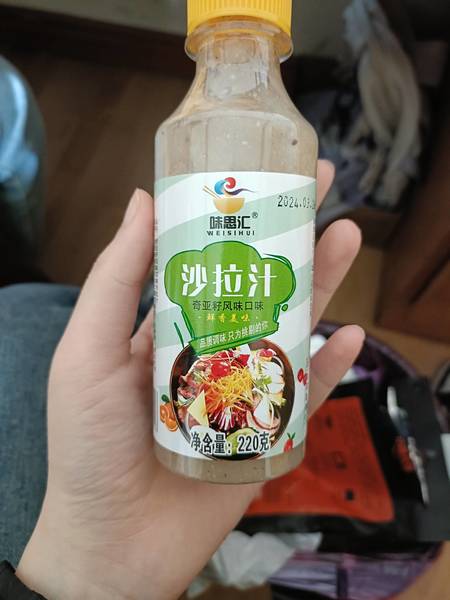 味思汇®
WEISIHUI
2024.03.
沙拉汁
奇亚籽风味口味
·鲜香美味·
品质调味 只为挑剔的你
净含量：220克